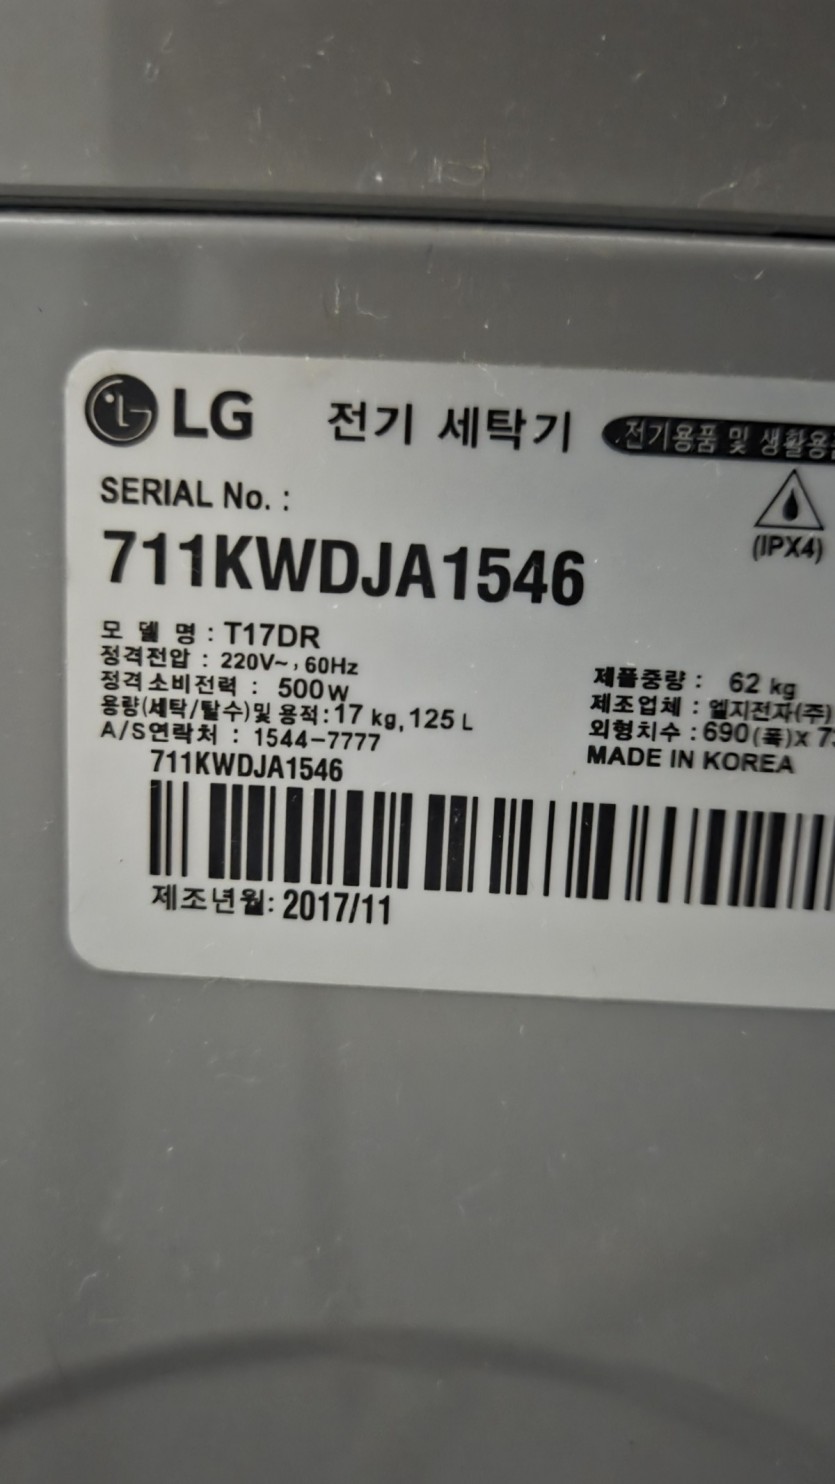 LG 전기 세탁기 전기용품 및 생활용
SERIAL No. :
711KWDJA1546
(IPX4)
모 델 명 : T17DR
정격전압 : 220V~, 60Hz
정격소비전력 : 500W
용량(세탁/탈수)및 용적:17 kg, 125 L
A/S연락처 : 1544-7777
제품중량 : 62 kg
제조업체 : 엘지전자(주)
외형치수 : 690(폭)x 7
MADE IN KOREA
711KWDJA1546
제조년월: 2017/11